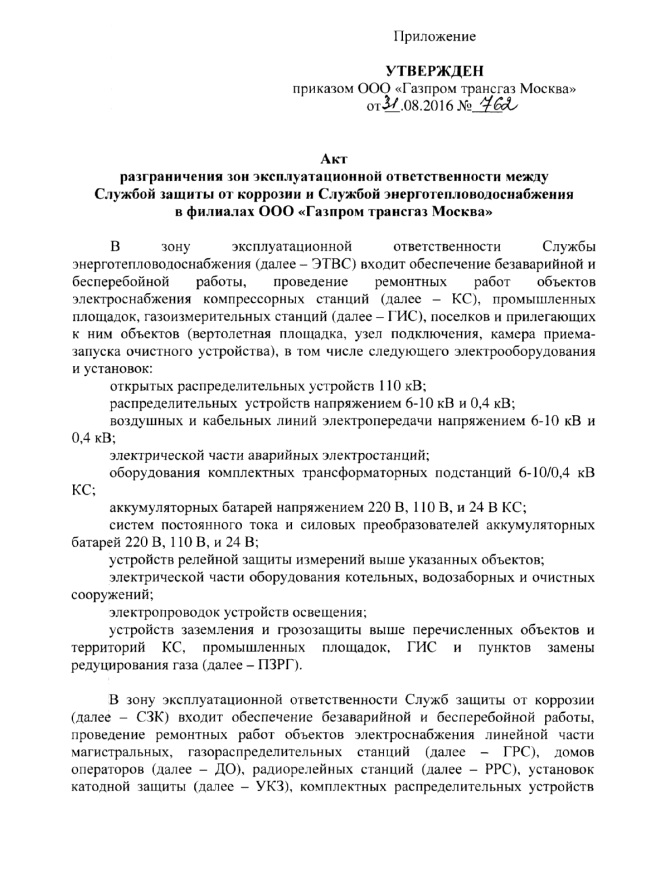 Приложение
УТВЕРЖДЕН
приказом ООО «Газпром трансгаз Москва»
от 31.08.2016 № 762
Акт
разграничения зон эксплуатационной ответственности между
Службой защиты от коррозии и Службой энерготепловодоснабжения
в филиалах ООО «Газпром трансгаз Москва»
В зону эксплуатационной ответственности Службы
энерготепловодоснабжения (далее – ЭТВС) входит обеспечение безаварийной и
бесперебойной работы, проведение ремонтных работ объектов
электроснабжения компрессорных станций (далее – КС), промышленных
площадок, газоизмерительных станций (далее – ГИС), поселков и прилегающих
к ним объектов (вертолетная площадка, узел подключения, камера приема-
запуска очистного устройства), в том числе следующего электрооборудования
и установок:
открытых распределительных устройств 110 кВ;
распределительных устройств напряжением 6-10 кВ и 0,4 кВ;
воздушных и кабельных линий электропередачи напряжением 6-10 кВ и
0,4 кВ;
электрической части аварийных электростанций;
оборудования комплектных трансформаторных подстанций 6-10/0,4 кВ
КС;
аккумуляторных батарей напряжением 220 В, 110 В, и 24 В КС;
систем постоянного тока и силовых преобразователей аккумуляторных
батарей 220 В, 110 В, и 24 В;
устройств релейной защиты измерений выше указанных объектов;
электрической части оборудования котельных, водозаборных и очистных
сооружений;
электропроводок устройств освещения;
устройств заземления и грозозащиты выше перечисленных объектов и
территорий КС, промышленных площадок, ГИС и пунктов замены
редуцирования газа (далее – ПЗРГ).
В зону эксплуатационной ответственности Служб защиты от коррозии
(далее – СЗК) входит обеспечение безаварийной и бесперебойной работы,
проведение ремонтных работ объектов электроснабжения линейной части
магистральных, газораспределительных станций (далее – ГРС), домов
операторов (далее – ДО), радиорелейных станций (далее – РРС), установок
катодной защиты (далее – УКЗ), комплектных распределительных устройств